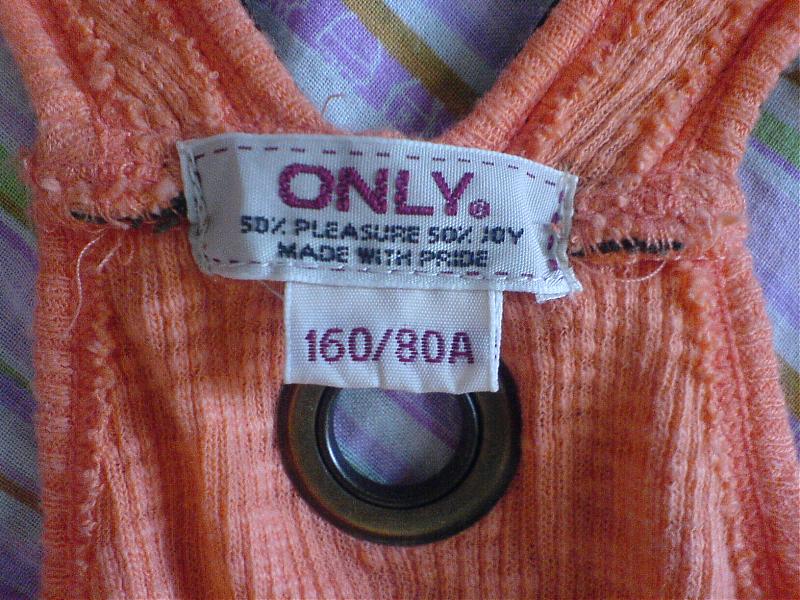 ONLY®
50% PLEASURE 50% JOY
MADE WITH PRIDE
160/80A